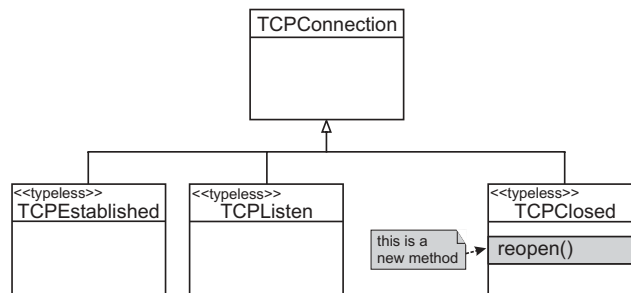 TCPConnection
<<typeless>>
TCPEstablished
<<typeless>>
TCPListen
<<typeless>>
TCPClosed
this is a
new method
reopen()